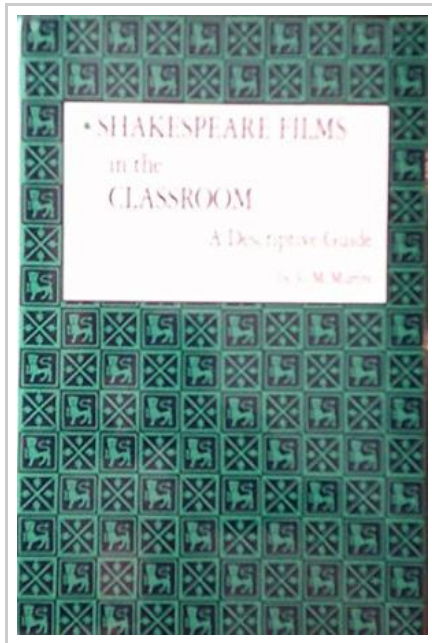 • SHAKESPEARE FILMS
in the
CLASSROOM
A Descriptive Guide